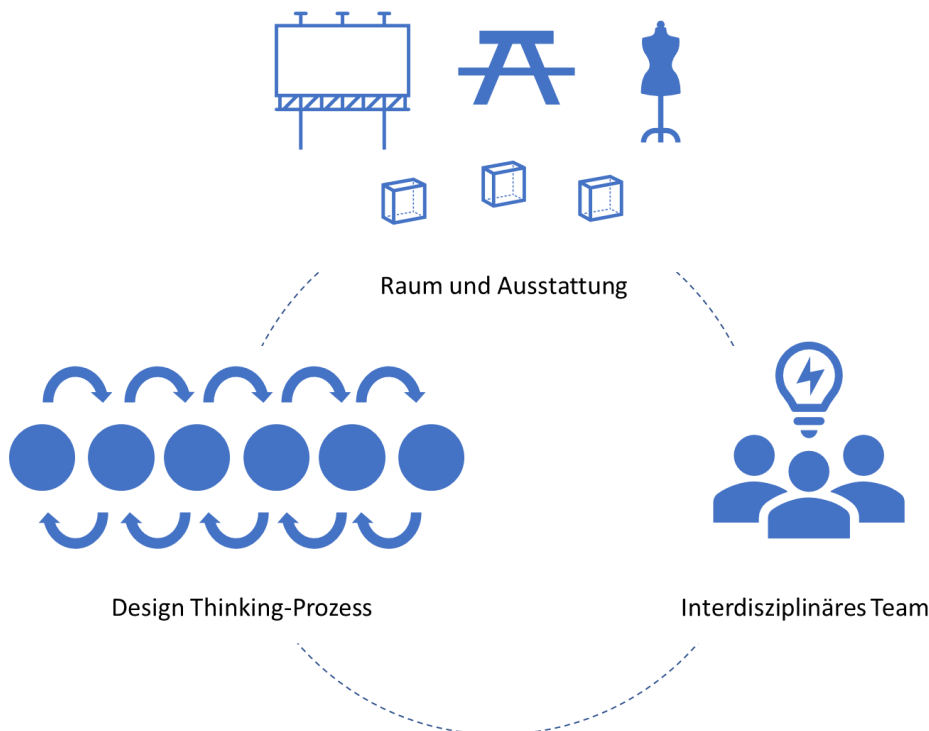 Raum und Ausstattung
Design Thinking-Prozess
Interdisziplinäres Team